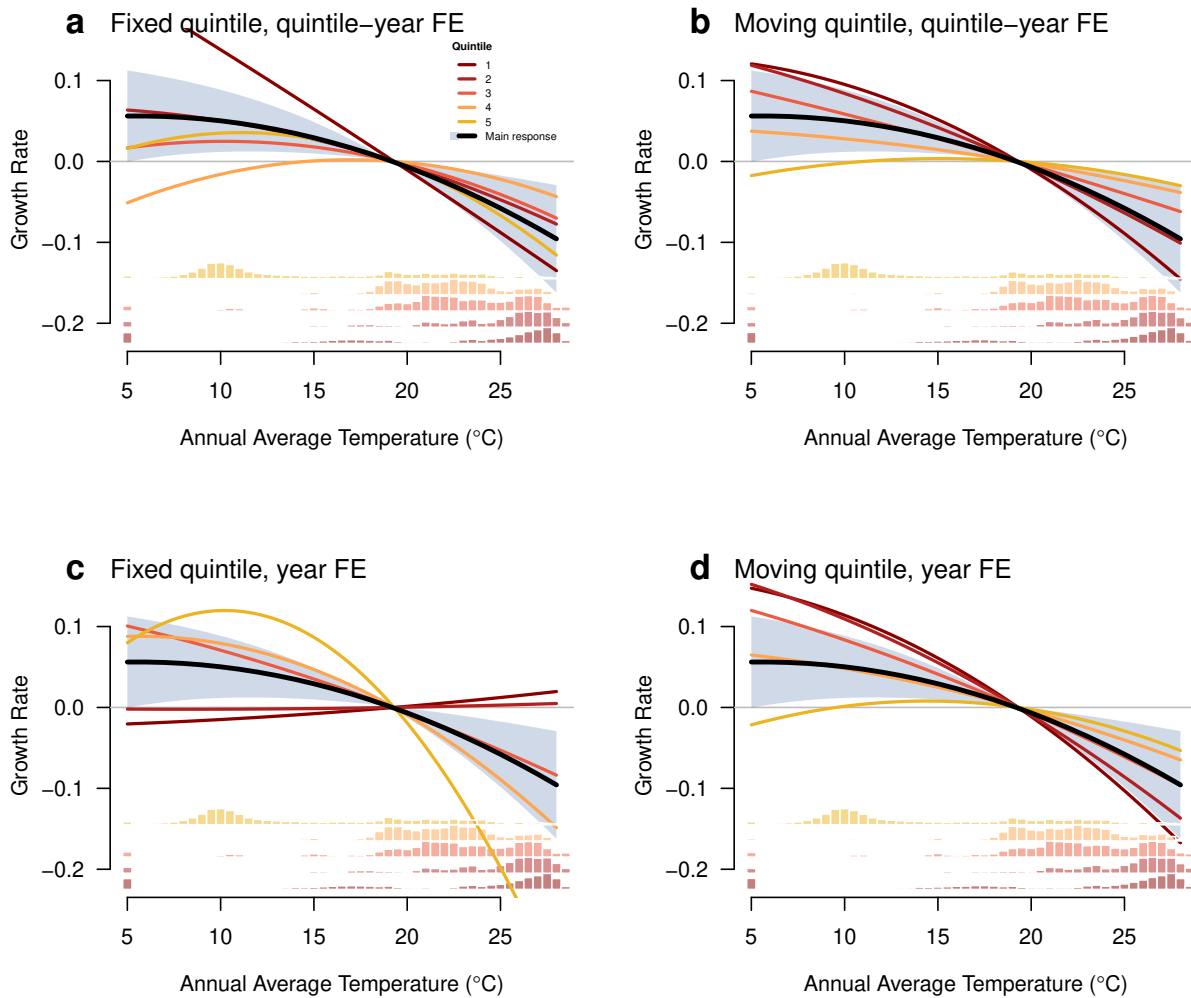 a Fixed quintile, quintile−year FE
Quintile
1
2
3
4
5
Main response
Growth Rate
0.1
0.0
−0.1
−0.2
5 10 15 20 25
Annual Average Temperature (°C)
b Moving quintile, quintile−year FE
Growth Rate
0.1
0.0
−0.1
−0.2
5 10 15 20 25
Annual Average Temperature (°C)
c Fixed quintile, year FE
Growth Rate
0.1
0.0
−0.1
−0.2
5 10 15 20 25
Annual Average Temperature (°C)
d Moving quintile, year FE
Growth Rate
0.1
0.0
−0.1
−0.2
5 10 15 20 25
Annual Average Temperature (°C)